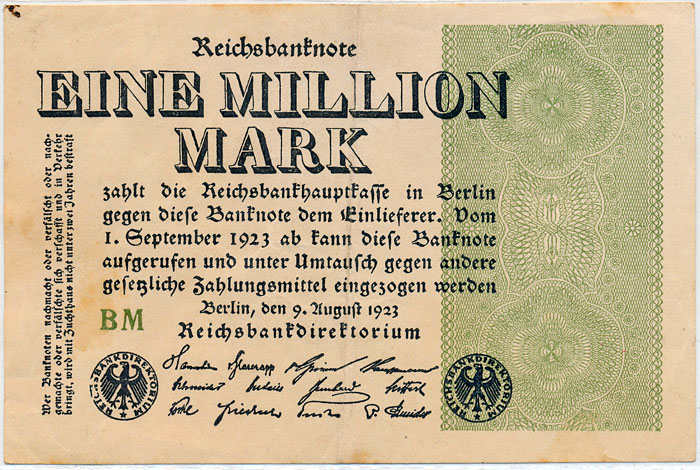 Reichsbanknote
EINE MILLION
MARK
zahlt die Reichsbankhauptkasse in Berlin
gegen diese Banknote dem Einlieferer. Vom
1. September 1923 ab kann diese Banknote
aufgerufen und unter Umtausch gegen andere
gesetzliche Zahlungsmittel eingezogen werden
Berlin, den 9. August 1923
Reichsbankdirektorium
BM
Wer Banknoten nachmacht oder verfälscht oder nach-
gemachte oder verfälschte sich verschafft und in Verkehr
bringt, wird mit Zuchthaus nicht unter zwei Jahren bestraft
REICHSBANKDIREKTORIUM
REICHSBANKDIREKTORIUM